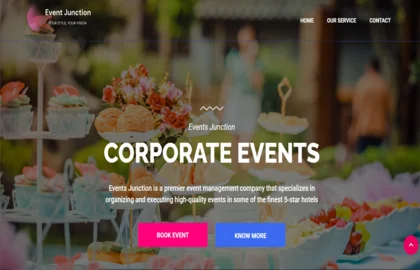 Event Junction
YOUR STYLE, YOUR VISION
HOME OUR SERVICE CONTACT
Events Junction
CORPORATE EVENTS
Events Junction is a premier event management company that specializes in
organizing and executing high-quality events in some of the finest 5-star hotels
BOOK EVENT KNOW MORE